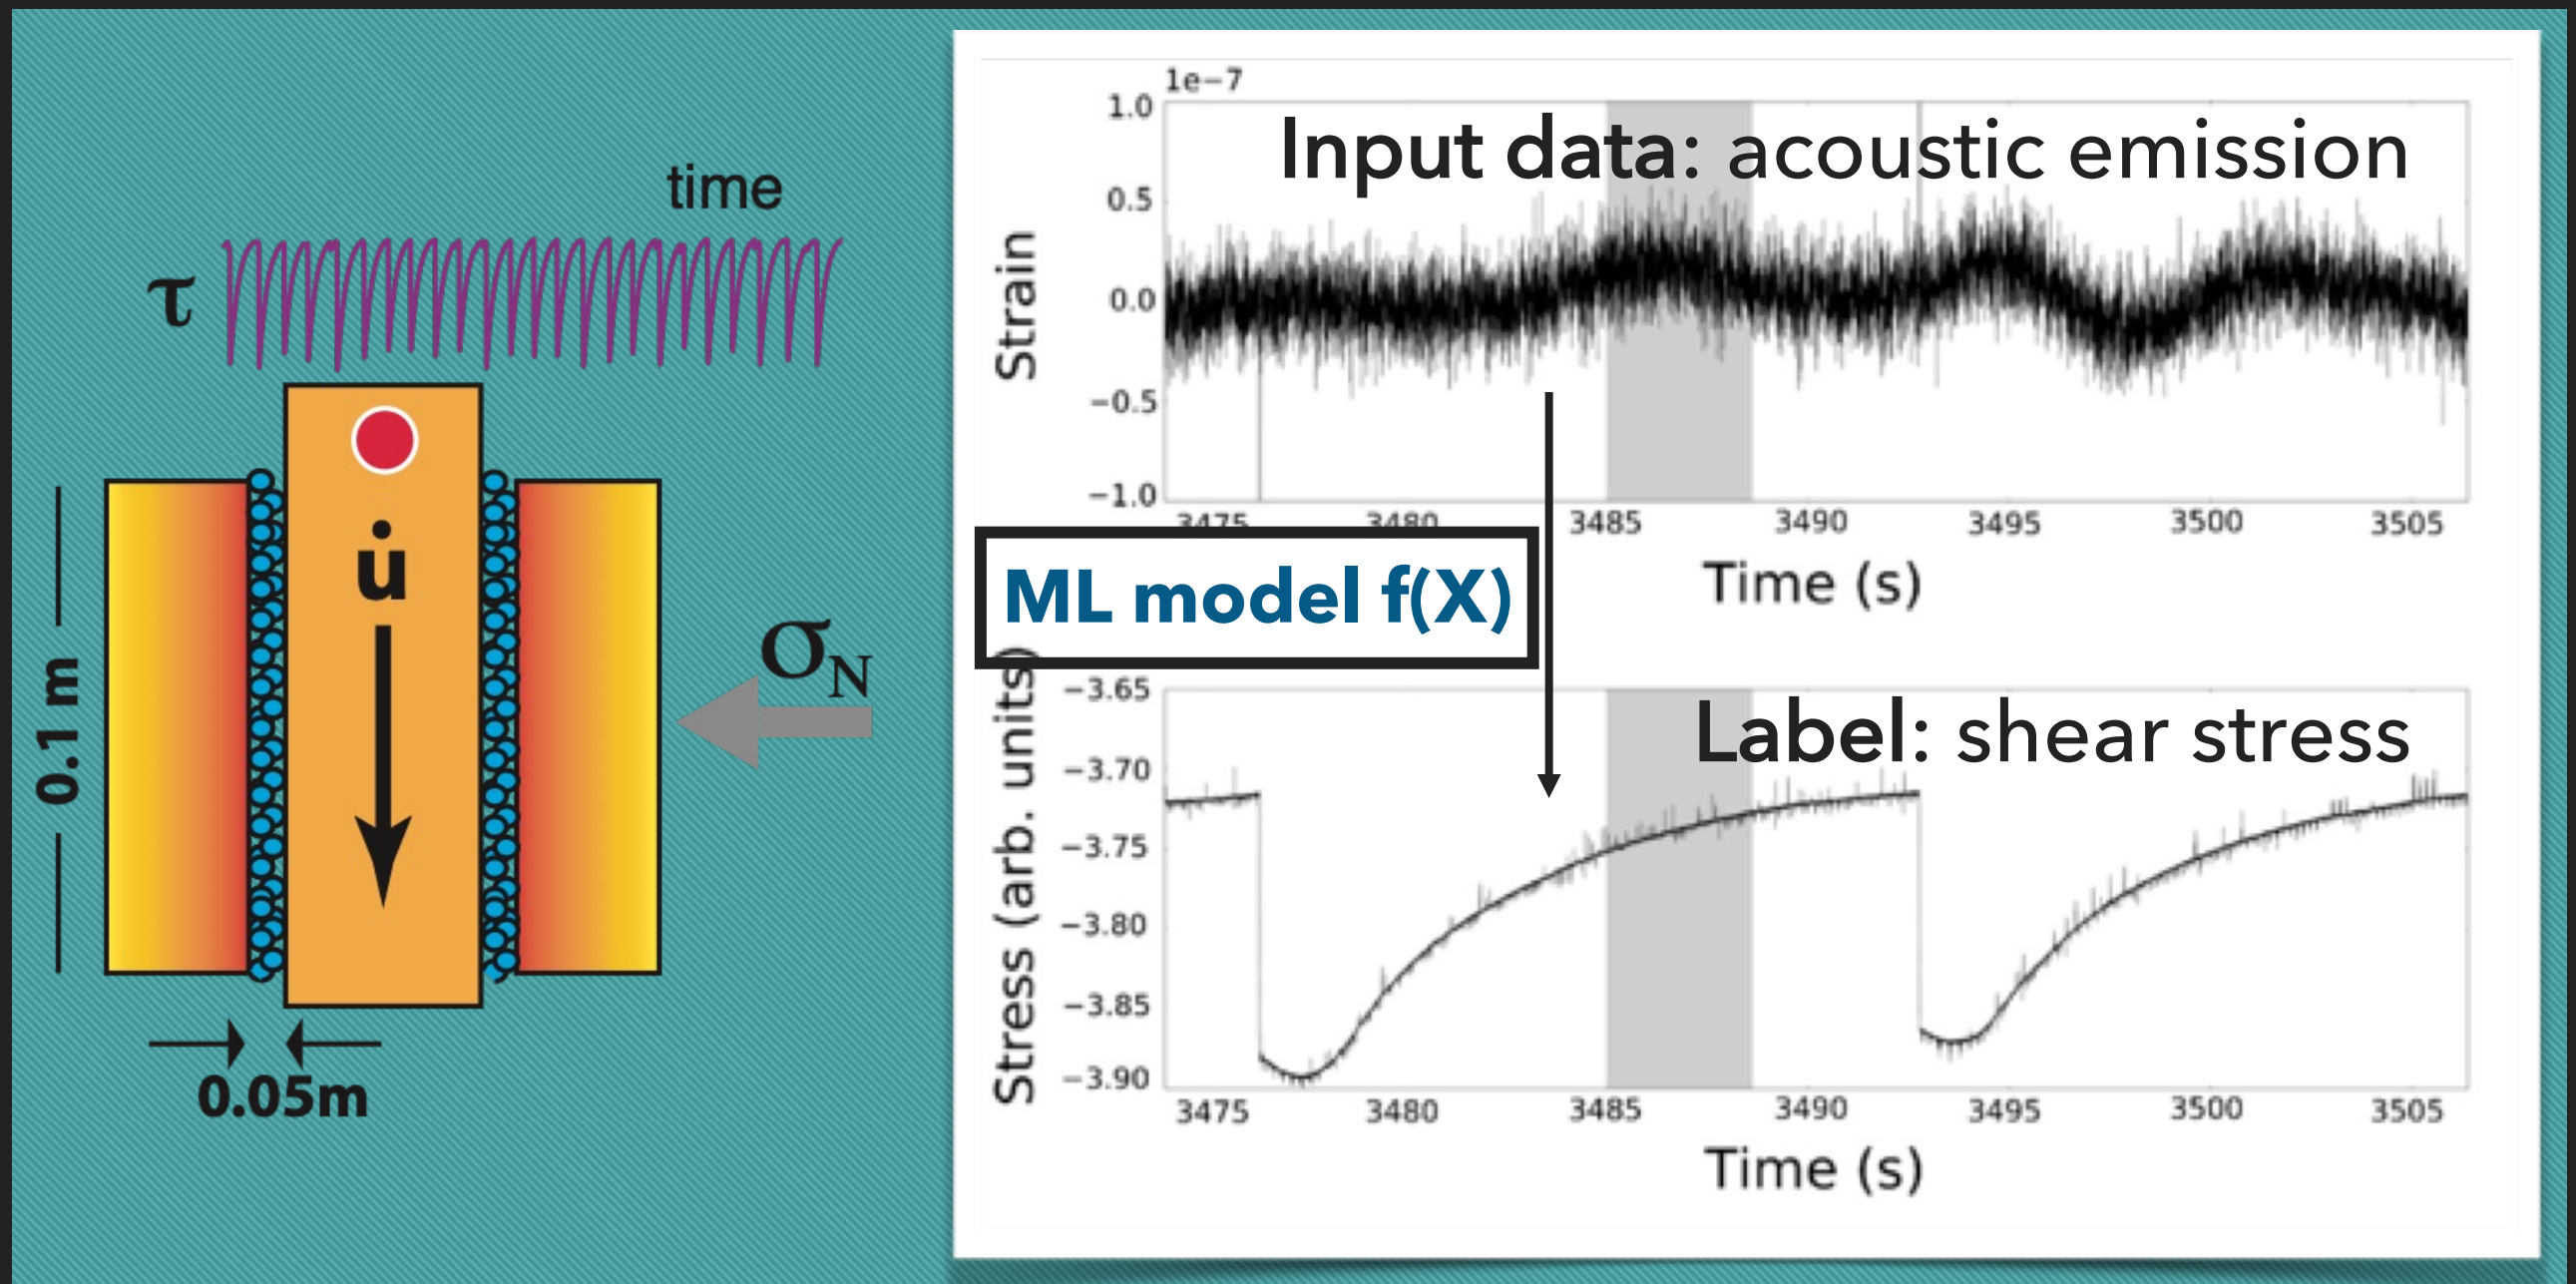 time
τ
u̇
σN
0.1 m
0.05m
1e−7
Input data: acoustic emission
Strain
1.0
0.5
0.0
−0.5
−1.0
3475 3480 3485 3490 3495 3500 3505
Time (s)
ML model f(X)
Label: shear stress
Stress (arb. units)
−3.65
−3.70
−3.75
−3.80
−3.85
−3.90
3475 3480 3485 3490 3495 3500 3505
Time (s)